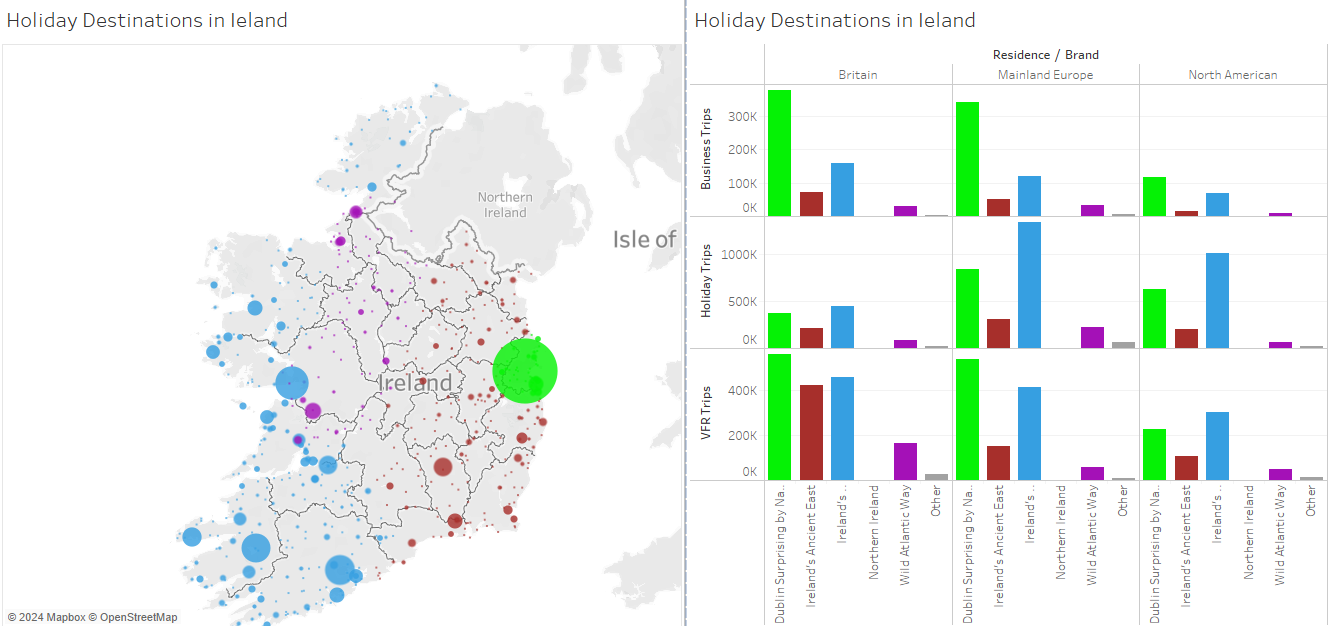 Holiday Destinations in Ieland
Northern
Ireland
Isle of
Ireland
© 2024 Mapbox © OpenStreetMap
Holiday Destinations in Ieland
Residence / Brand
Britain
Mainland Europe
North American
Business Trips
300K
200K
100K
0K
Holiday Trips
1000K
500K
0K
VFR Trips
400K
200K
0K
Dublin Surprising by Na..
Ireland's Ancient East
Ireland's ..
Northern Ireland
Wild Atlantic Way
Other
Dublin Surprising by Na..
Ireland's Ancient East
Ireland's ..
Northern Ireland
Wild Atlantic Way
Other
Dublin Surprising by Na..
Ireland's Ancient East
Ireland's ..
Northern Ireland
Wild Atlantic Way
Other